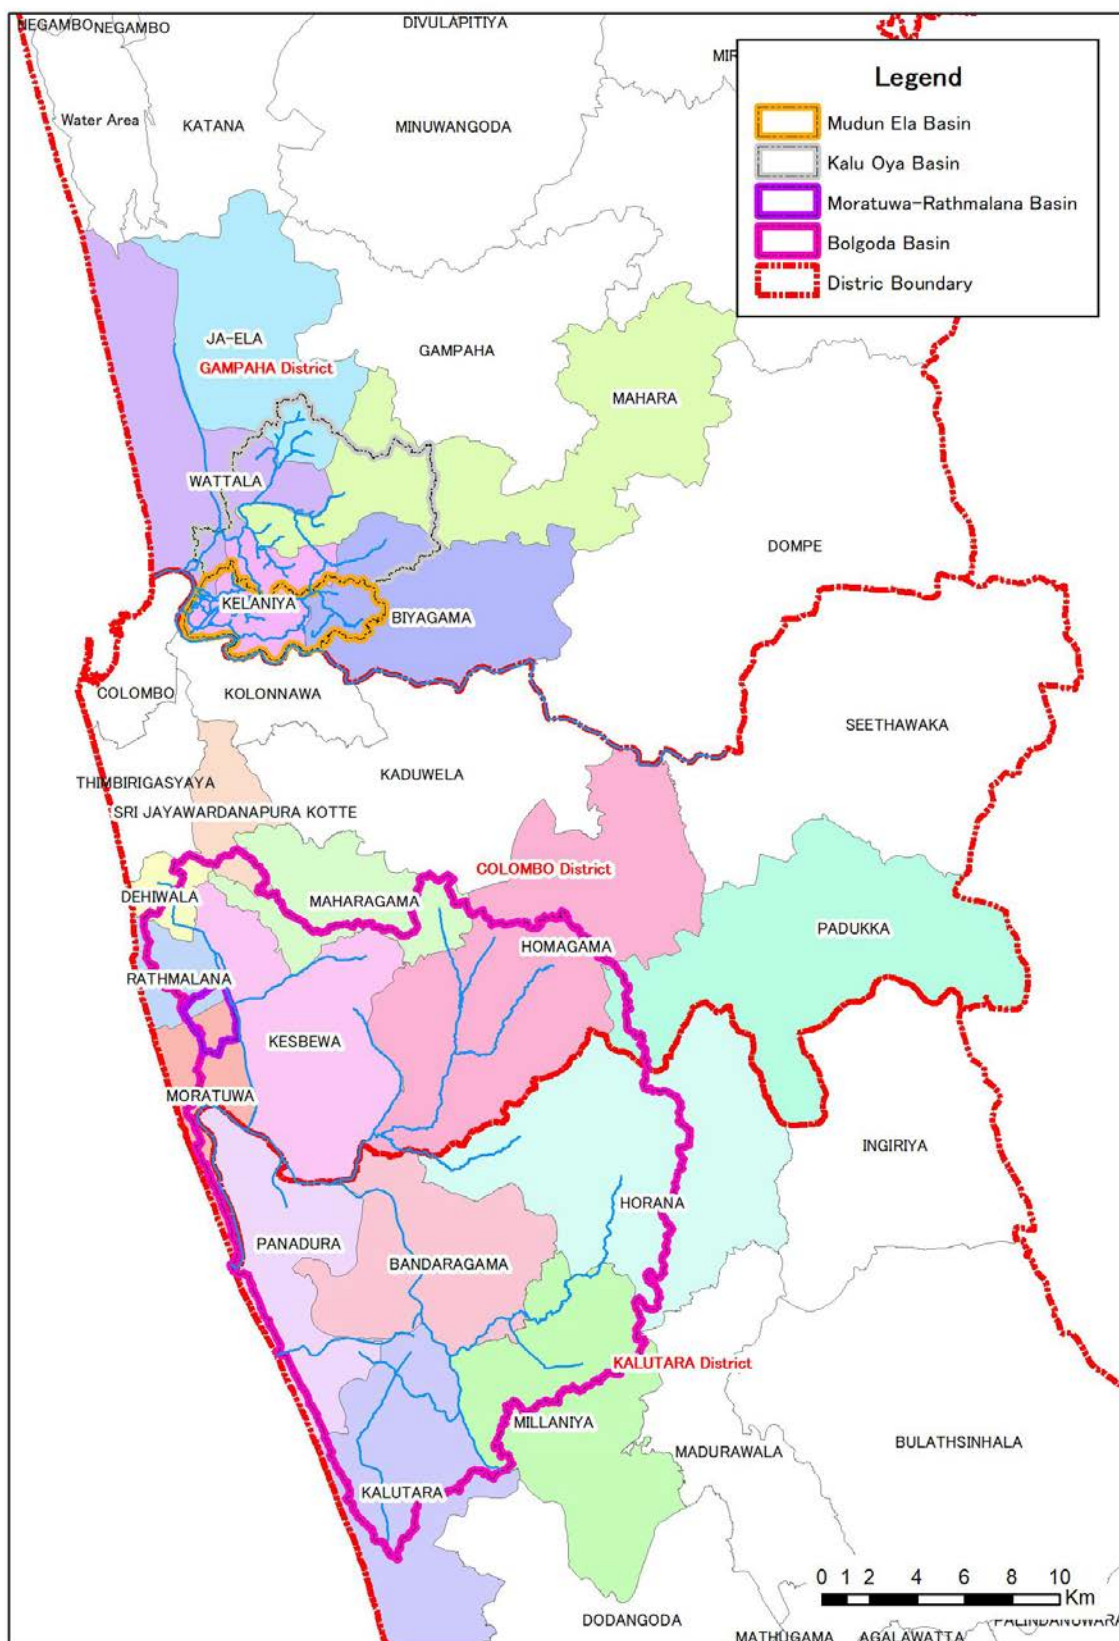 NEGAMBO
NEGAMBO
DIVULAPITIYA
Water Area
KATANA
MINUWANGODA
Legend
Mudun Ela Basin
Kalu Oya Basin
Moratuwa-Rathmalana Basin
Bolgoda Basin
Distric Boundary
JA-ELA
GAMPAHA
GAMPAHA District
MAHARA
WATTALA
DOMPE
KELANIYA
BIYAGAMA
COLOMBO
KOLONNAWA
SEETHAWAKA
KADUWELA
THIMBIRIGASYAYA
SRI JAYAWARDANAPURA KOTTE
COLOMBO District
DEHIWALA
MAHARAGAMA
PADUKKA
HOMAGAMA
RATHMALANA
KESBEWA
MORATUWA
INGIRIYA
HORANA
PANADURA
BANDARAGAMA
KALUTARA District
MILLANIYA
BULATHSINHALA
MADURAWALA
KALUTARA
0 1 2 4 6 8 10
Km
DODANGODA
MATHUGAMA
AGALAWATTA